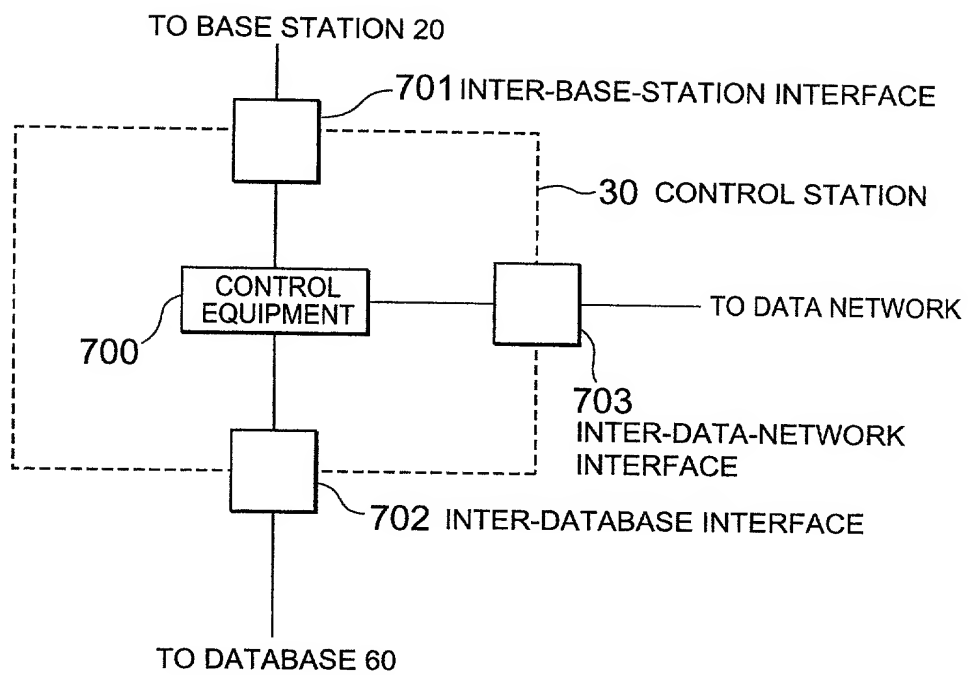 TO BASE STATION 20
701 INTER-BASE-STATION INTERFACE
30 CONTROL STATION
CONTROL
EQUIPMENT
TO DATA NETWORK
700
703
INTER-DATA-NETWORK
INTERFACE
702 INTER-DATABASE INTERFACE
TO DATABASE 60